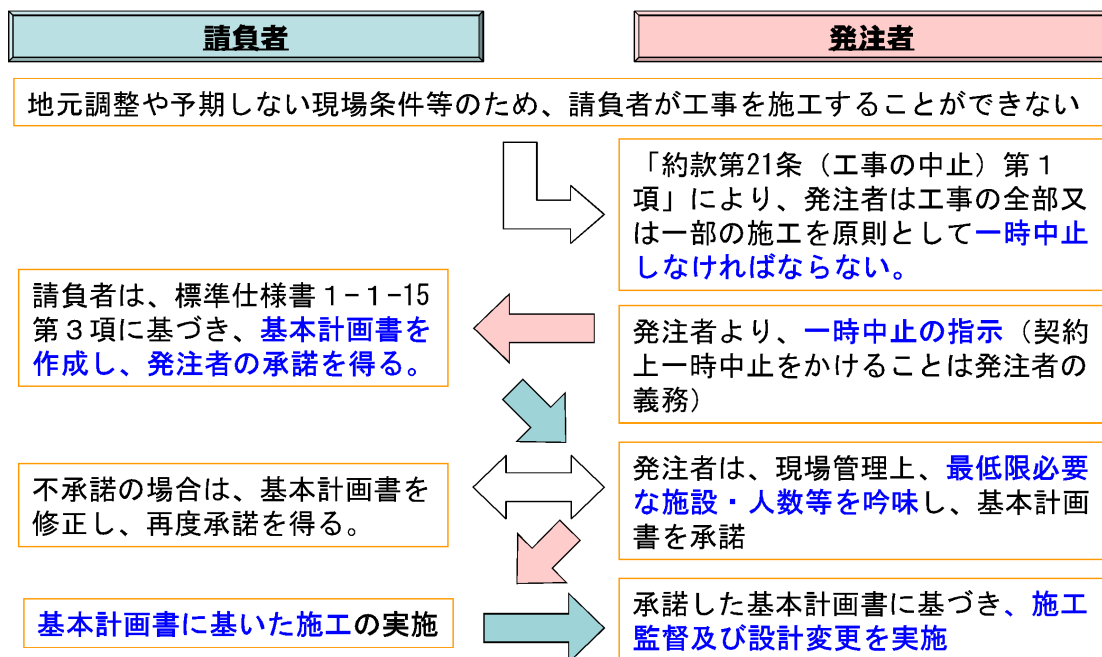 請負者
発注者
地元調整や予期しない現場条件等のため、請負者が工事を施工することができない
「約款第21条（工事の中止）第１
項」により、発注者は工事の全部又
は一部の施工を原則として一時中止
しなければならない。
請負者は、標準仕様書１-１-15
第３項に基づき、基本計画書を
作成し、発注者の承諾を得る。
発注者より、一時中止の指示（契約
上一時中止をかけることは発注者の
義務）
不承諾の場合は、基本計画書を
修正し、再度承諾を得る。
発注者は、現場管理上、最低限必要
な施設・人数等を吟味し、基本計画
書を承諾
基本計画書に基いた施工の実施
承諾した基本計画書に基づき、施工
監督及び設計変更を実施